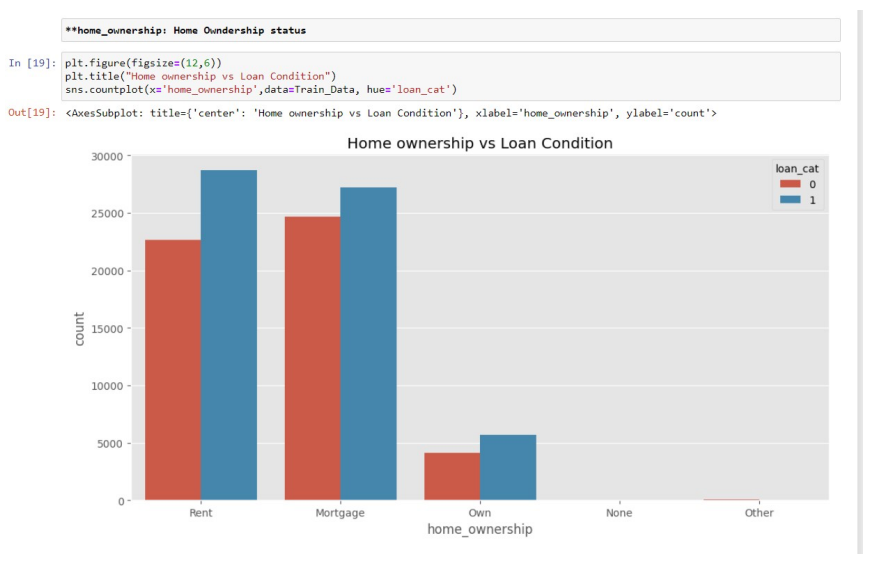 **home_ownership: Home Owndership status
In [19]: plt.figure(figsize=(12,6))
plt.title("Home ownership vs Loan Condition")
sns.countplot(x='home_ownership',data=Train_Data, hue='loan_cat')
Out[19]: <AxesSubplot: title={'center': 'Home ownership vs Loan Condition'}, xlabel='home_ownership', ylabel='count'>
Home ownership vs Loan Condition
loan_cat
0
1
30000
25000
20000
15000
10000
5000
0
count
Rent Mortgage Own None Other
home_ownership